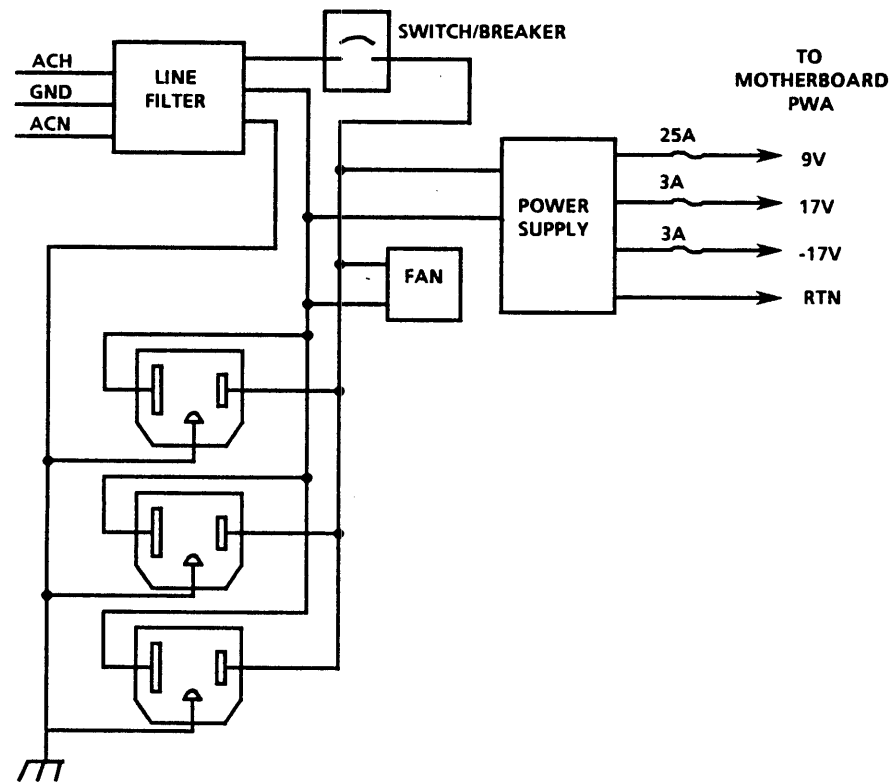 SWITCH/BREAKER
ACH
GND
ACN
LINE
FILTER
TO
MOTHERBOARD
PWA
25A
9V
3A
17V
3A
-17V
RTN
POWER
SUPPLY
FAN